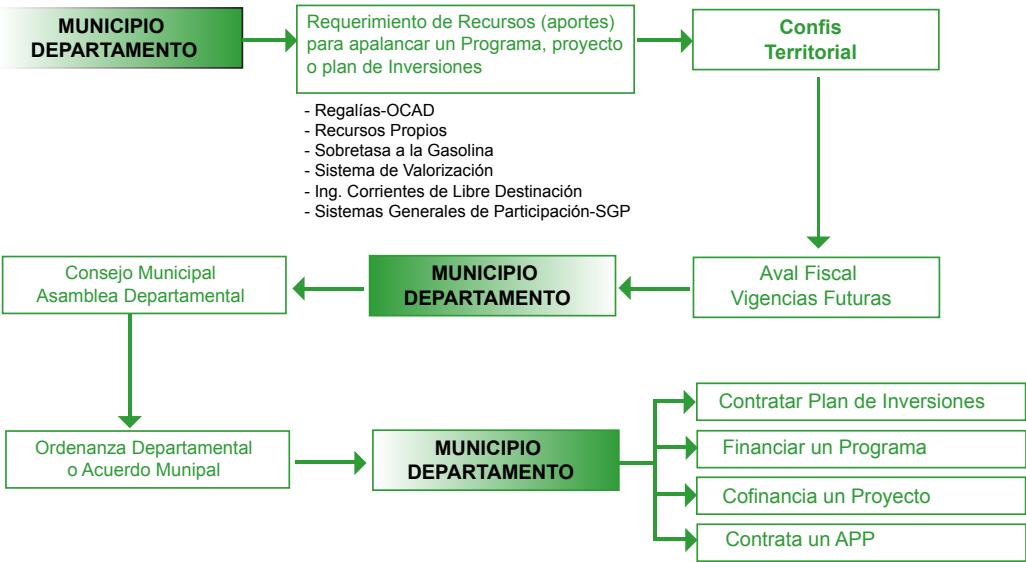 MUNICIPIO
DEPARTAMENTO
Requerimiento de Recursos (aportes)
para apalancar un Programa, proyecto
o plan de Inversiones
Confis
Territorial
- Regalías-OCAD
- Recursos Propios
- Sobretasa a la Gasolina
- Sistema de Valorización
- Ing. Corrientes de Libre Destinación
- Sistemas Generales de Participación-SGP
Consejo Municipal
Asamblea Departamental
MUNICIPIO
DEPARTAMENTO
Aval Fiscal
Vigencias Futuras
Ordenanza Departamental
o Acuerdo Munipal
MUNICIPIO
DEPARTAMENTO
Contratar Plan de Inversiones
Financiar un Programa
Cofinancia un Proyecto
Contrata un APP